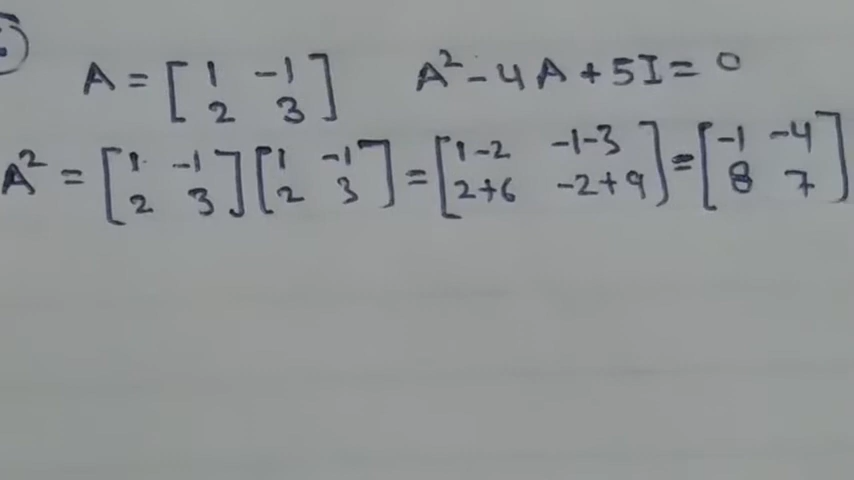 A = [1 -1 2 3] A² - 4A + 5I = 0
A² = [1 -1 2 3] [1 -1 2 3] = [1-2 -1-3 2+6 -2+9] = [-1 -4 8 7]